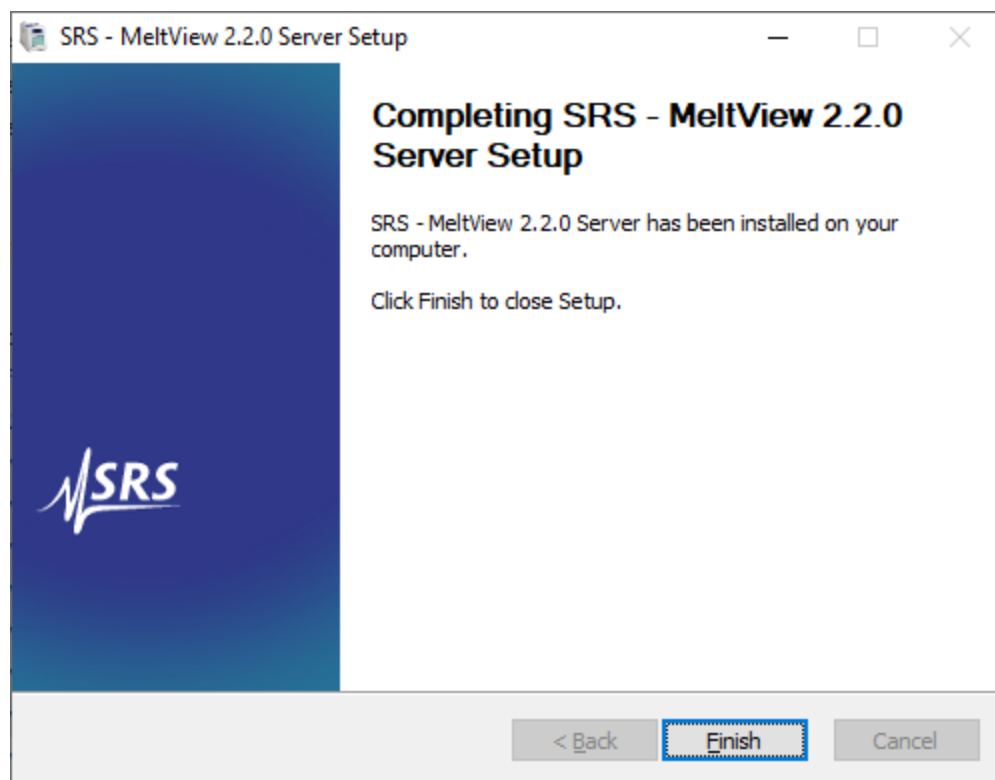 SRS - MeltView 2.2.0 Server Setup
Completing SRS - MeltView 2.2.0
Server Setup
SRS - MeltView 2.2.0 Server has been installed on your
computer.
Click Finish to close Setup.
SRS
< Back
Finish
Cancel